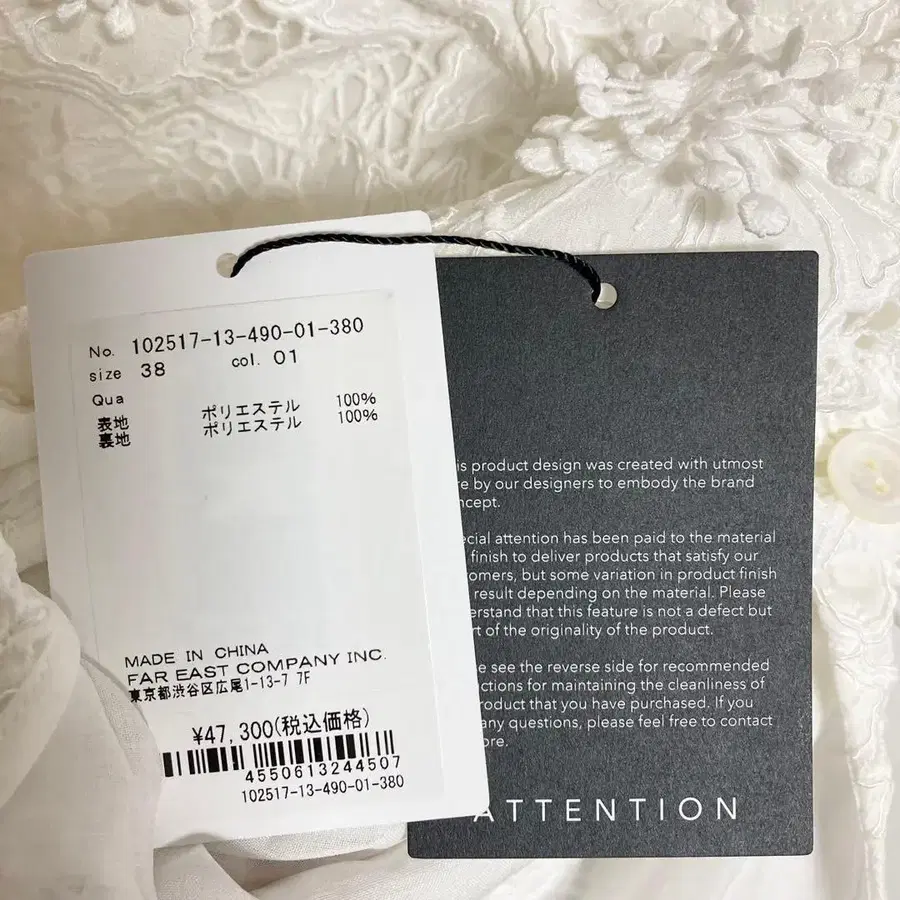 No. 102517-13-490-01-380
size 38 col. 01
Qua
表地 ポリエステル 100%
裏地 ポリエステル 100%
MADE IN CHINA
FAR EAST COMPANY INC.
東京都渋谷区広尾1-13-7 7F
¥47,300(税込価格)
4550613244507
102517-13-490-01-380
product design was created with utmost
by our designers to embody the brand
attention has been paid to the material
finish to deliver products that satisfy our
but some variation in product finish
result depending on the material. Please
that this feature is not a defect but
of the originality of the product.
see the reverse side for recommended
for maintaining the cleanliness of
product that you have purchased. If you
any questions, please feel free to contact
ATTENTION